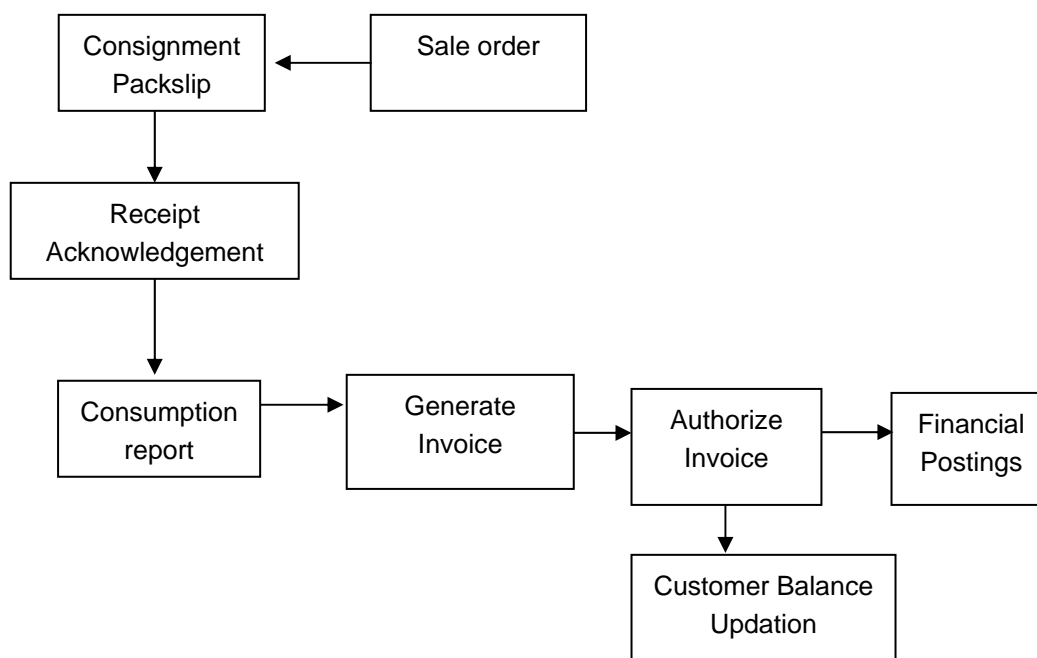 Consignment
Packslip
Sale order
Receipt
Acknowledgement
Consumption
report
Generate
Invoice
Authorize
Invoice
Financial
Postings
Customer Balance
Updation